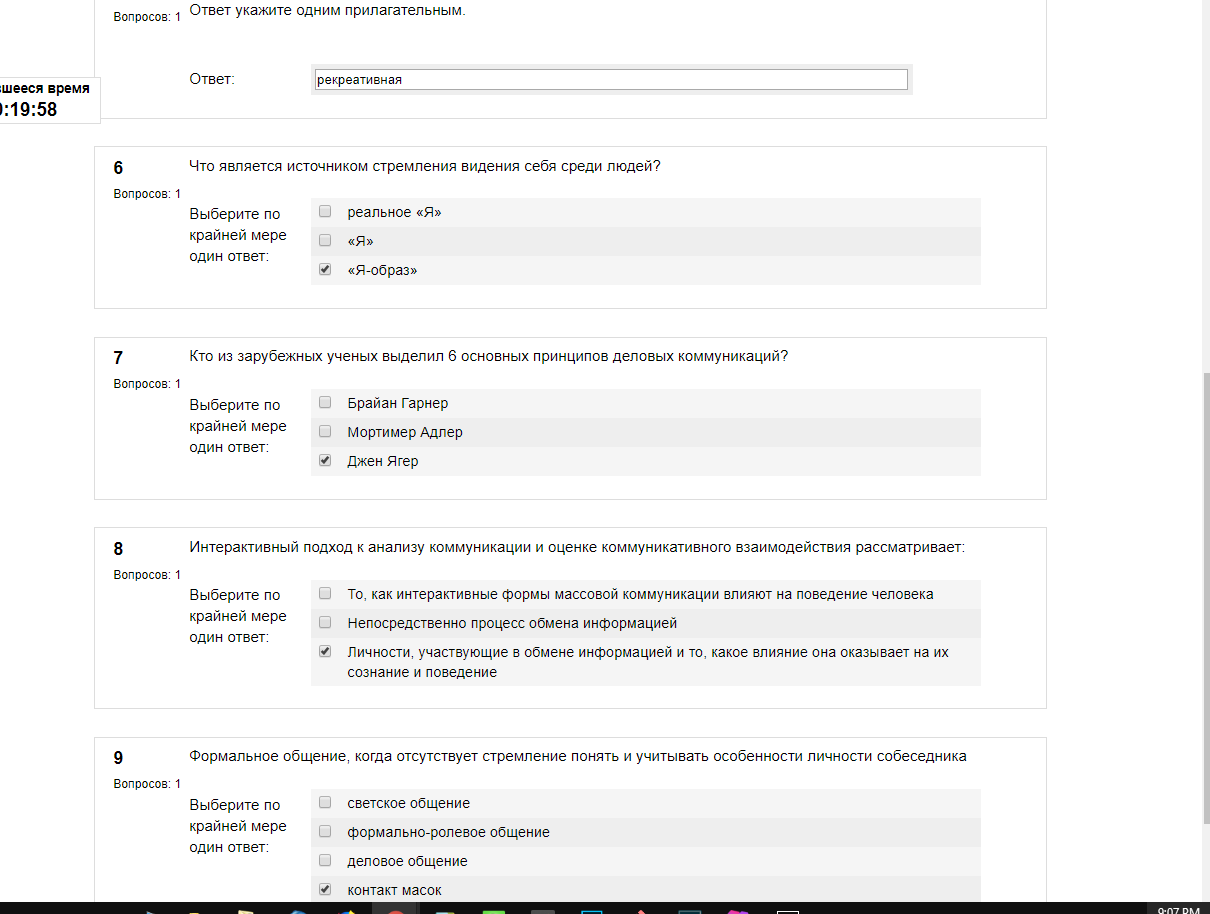 Вопросов: 1 Ответ укажите одним прилагательным.
Ответ: рекреативная
вшееся время
0:19:58
6 Что является источником стремления видения себя среди людей?
Вопросов: 1
Выберите по
крайней мере
один ответ:
реальное «Я»
«Я»
«Я-образ»
7 Кто из зарубежных ученых выделил 6 основных принципов деловых коммуникаций?
Вопросов: 1
Выберите по
крайней мере
один ответ:
Брайан Гарнер
Мортимер Адлер
Джен Ягер
8 Интерактивный подход к анализу коммуникации и оценке коммуникативного взаимодействия рассматривает:
Вопросов: 1
Выберите по
крайней мере
один ответ:
То, как интерактивные формы массовой коммуникации влияют на поведение человека
Непосредственно процесс обмена информацией
Личности, участвующие в обмене информацией и то, какое влияние она оказывает на их
сознание и поведение
9 Формальное общение, когда отсутствует стремление понять и учитывать особенности личности собеседника
Вопросов: 1
Выберите по
крайней мере
один ответ:
светское общение
формально-ролевое общение
деловое общение
контакт масок
9:07 PM